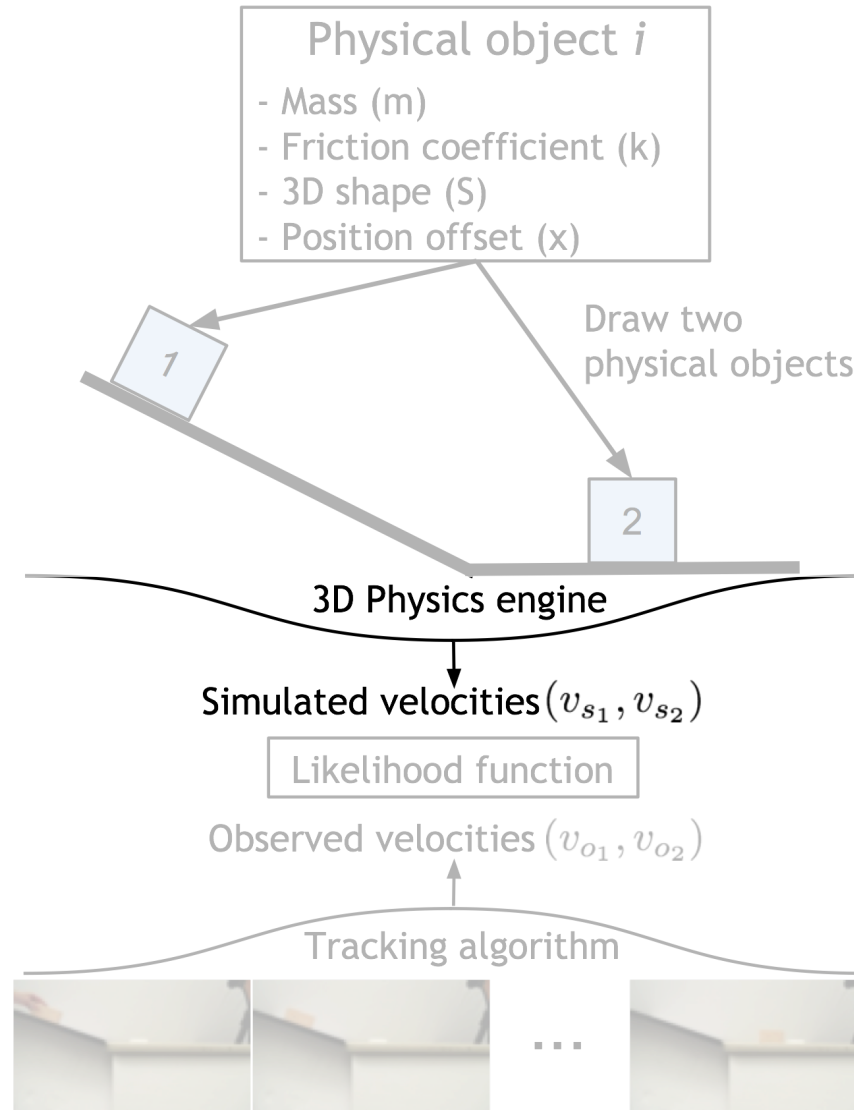 Physical object i
- Mass (m)
- Friction coefficient (k)
- 3D shape (S)
- Position offset (x)
Draw two
physical objects
1
2
3D Physics engine
Simulated velocities (v_{s_1}, v_{s_2})
Likelihood function
Observed velocities (v_{o_1}, v_{o_2})
Tracking algorithm
...